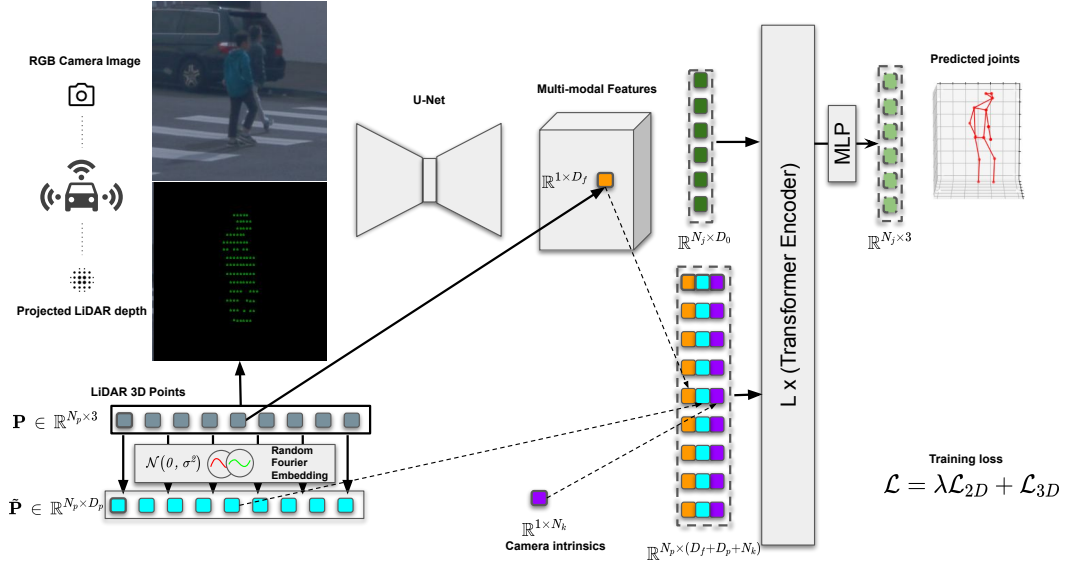 RGB Camera Image
Projected LiDAR depth
LiDAR 3D Points
P ∈ ℝ^{N_p×3}
𝒩(0, σ²)
Random
Fourier
Embedding
P̃ ∈ ℝ^{N_p×D_p}
U-Net
Multi-modal Features
ℝ^{1×D_f}
ℝ^{1×N_k}
Camera intrinsics
ℝ^{N_j×D_0}
ℝ^{N_p×(D_f+D_p+N_k)}
L x (Transformer Encoder)
MLP
ℝ^{N_j×3}
Predicted joints
Training loss
ℒ = λℒ_{2D} + ℒ_{3D}